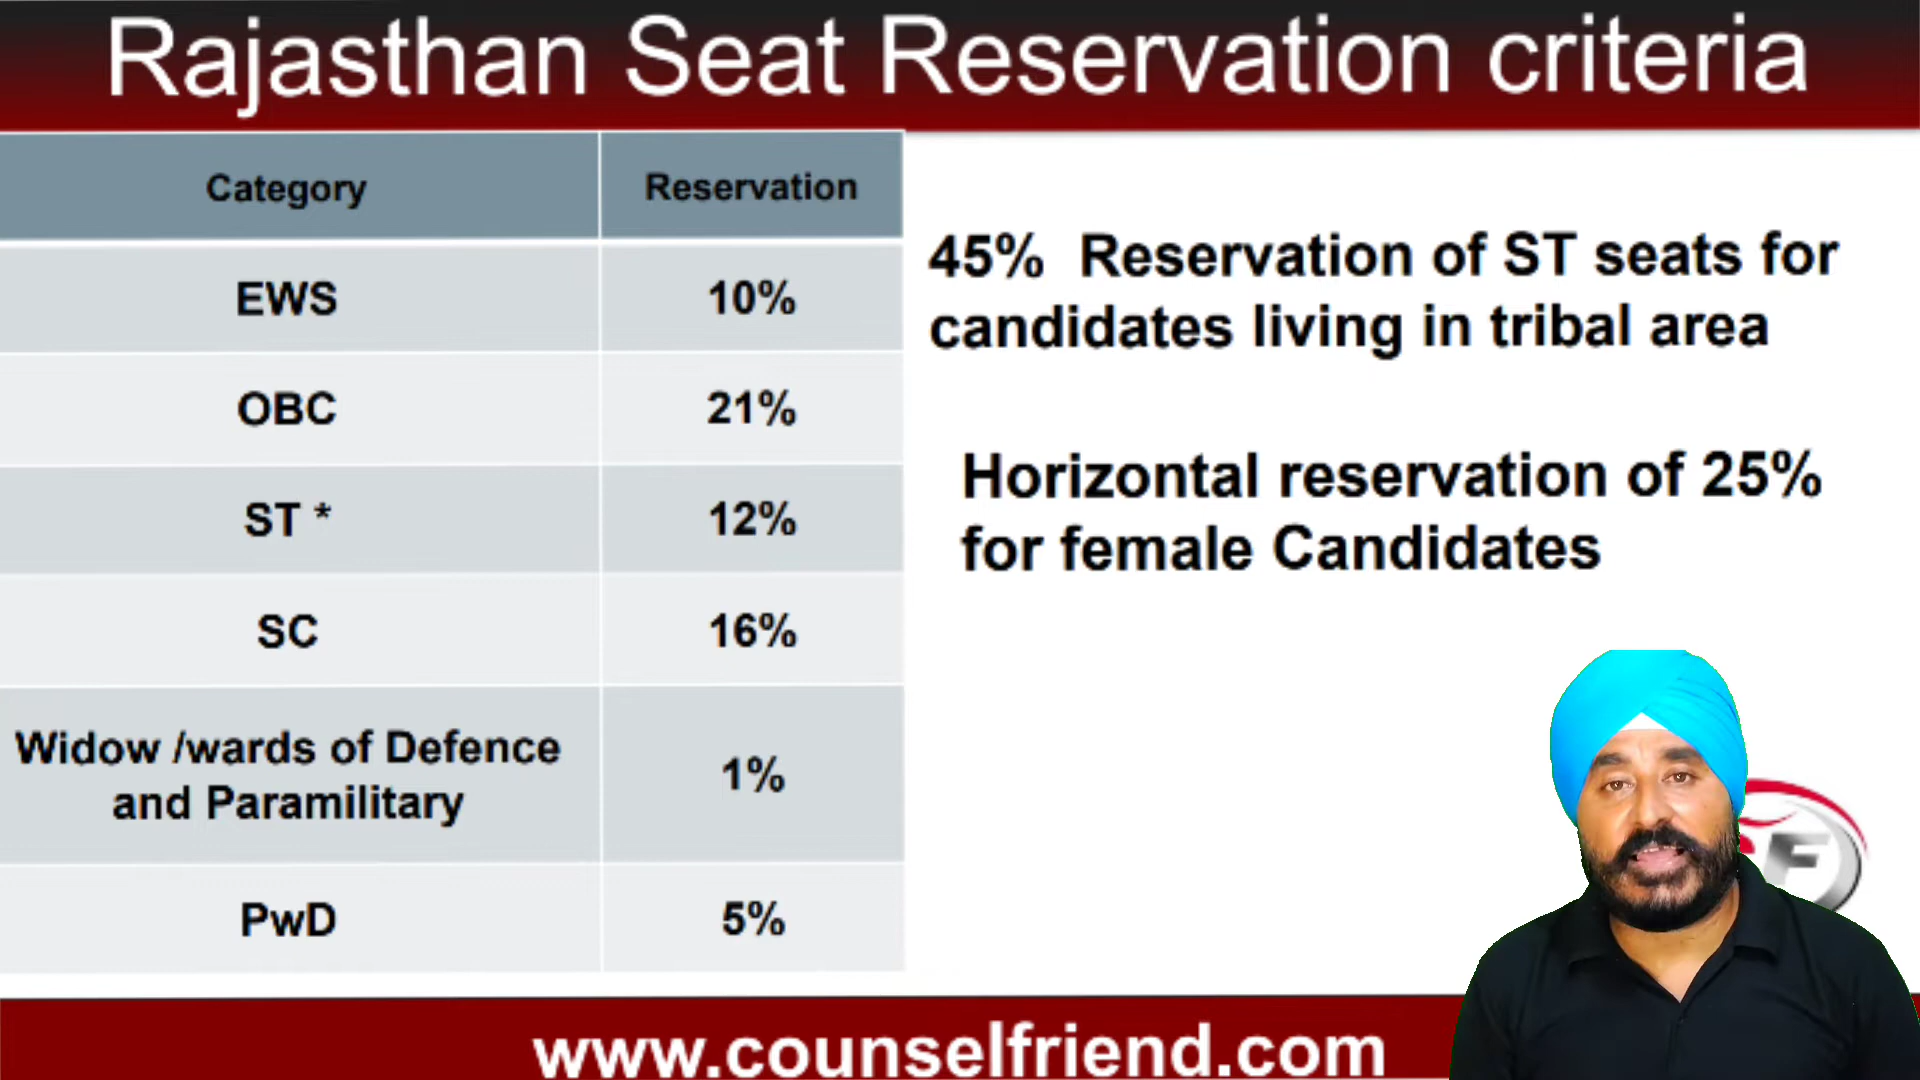 Rajasthan Seat Reservation criteria
Category Reservation
EWS 10%
OBC 21%
ST * 12%
SC 16%
Widow /wards of Defence
and Paramilitary 1%
PwD 5%
45% Reservation of ST seats for
candidates living in tribal area
Horizontal reservation of 25%
for female Candidates
F
www.counselfriend.com